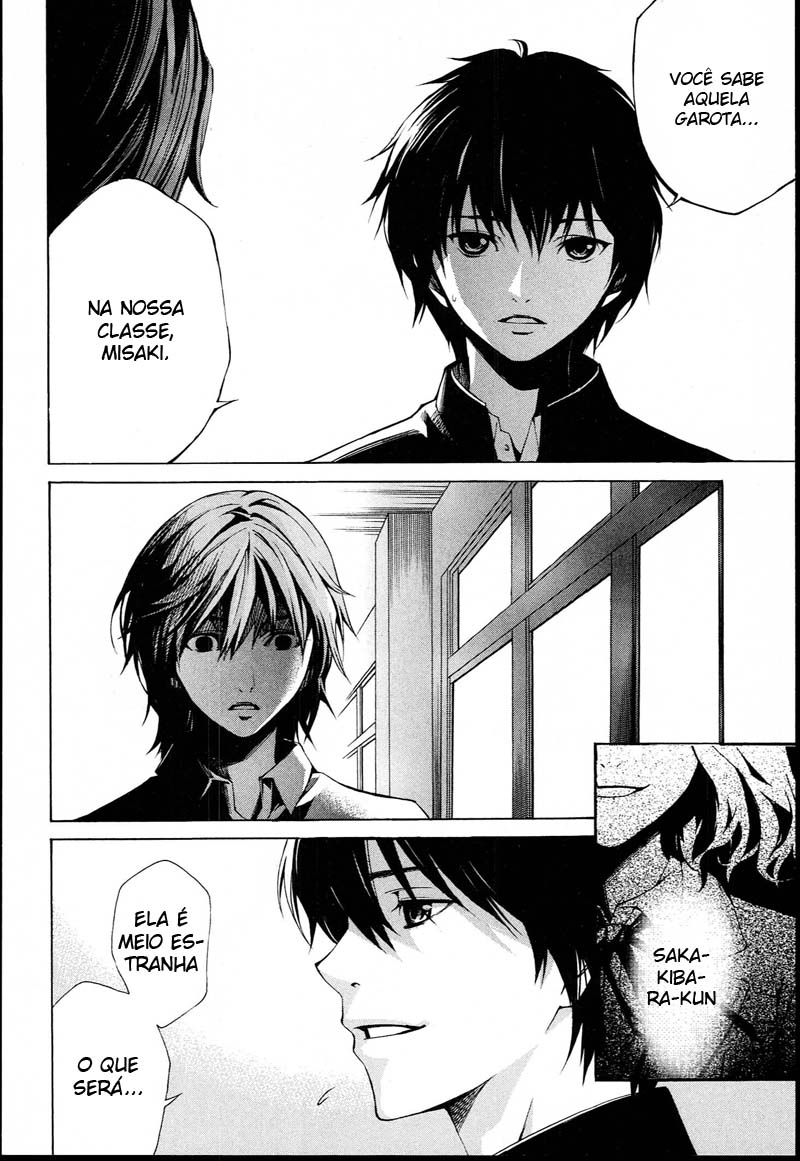 VOCÊ SABE
AQUELA
GAROTA...
NA NOSSA
CLASSE,
MISAKI.
SAKA-
KIBA-
RA-KUN
ELA É
MEIO ES-
TRANHA
O QUE
SERÁ...